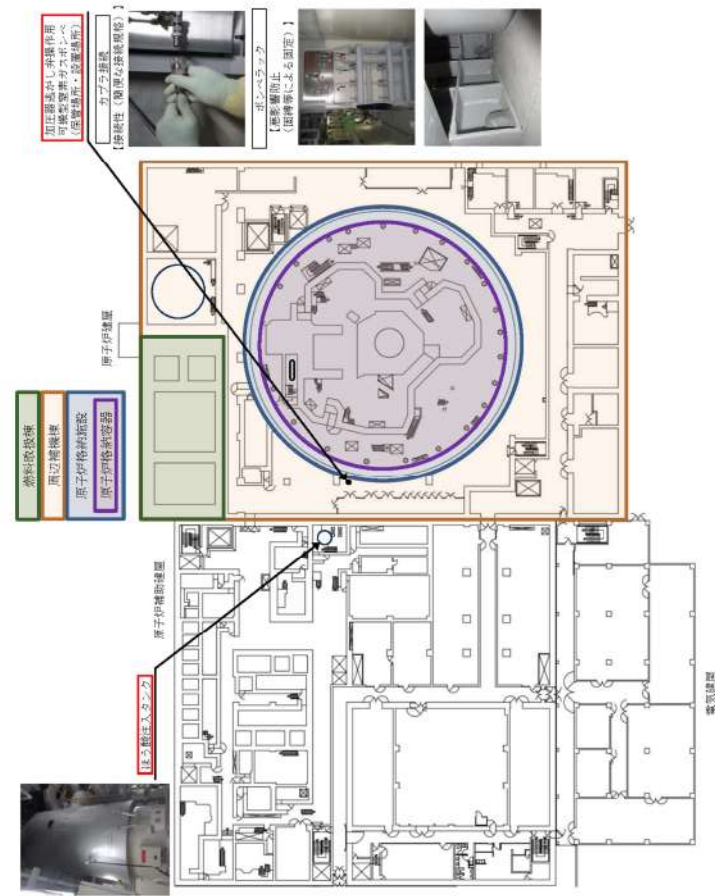 加圧器逃がし弁操作用
可搬型窒素ガスボンベ
（保管場所・設置場所）
カプラ接続
【接続性（簡便な接続規格）
ボンベラック
【悪影響防止
（固縛等による固定）
燃料取扱棟
周辺補機棟
原子炉格納施設
原子炉格納容器
原子炉建屋
原子炉補助建屋
ほう酸注入タンク
電気建屋